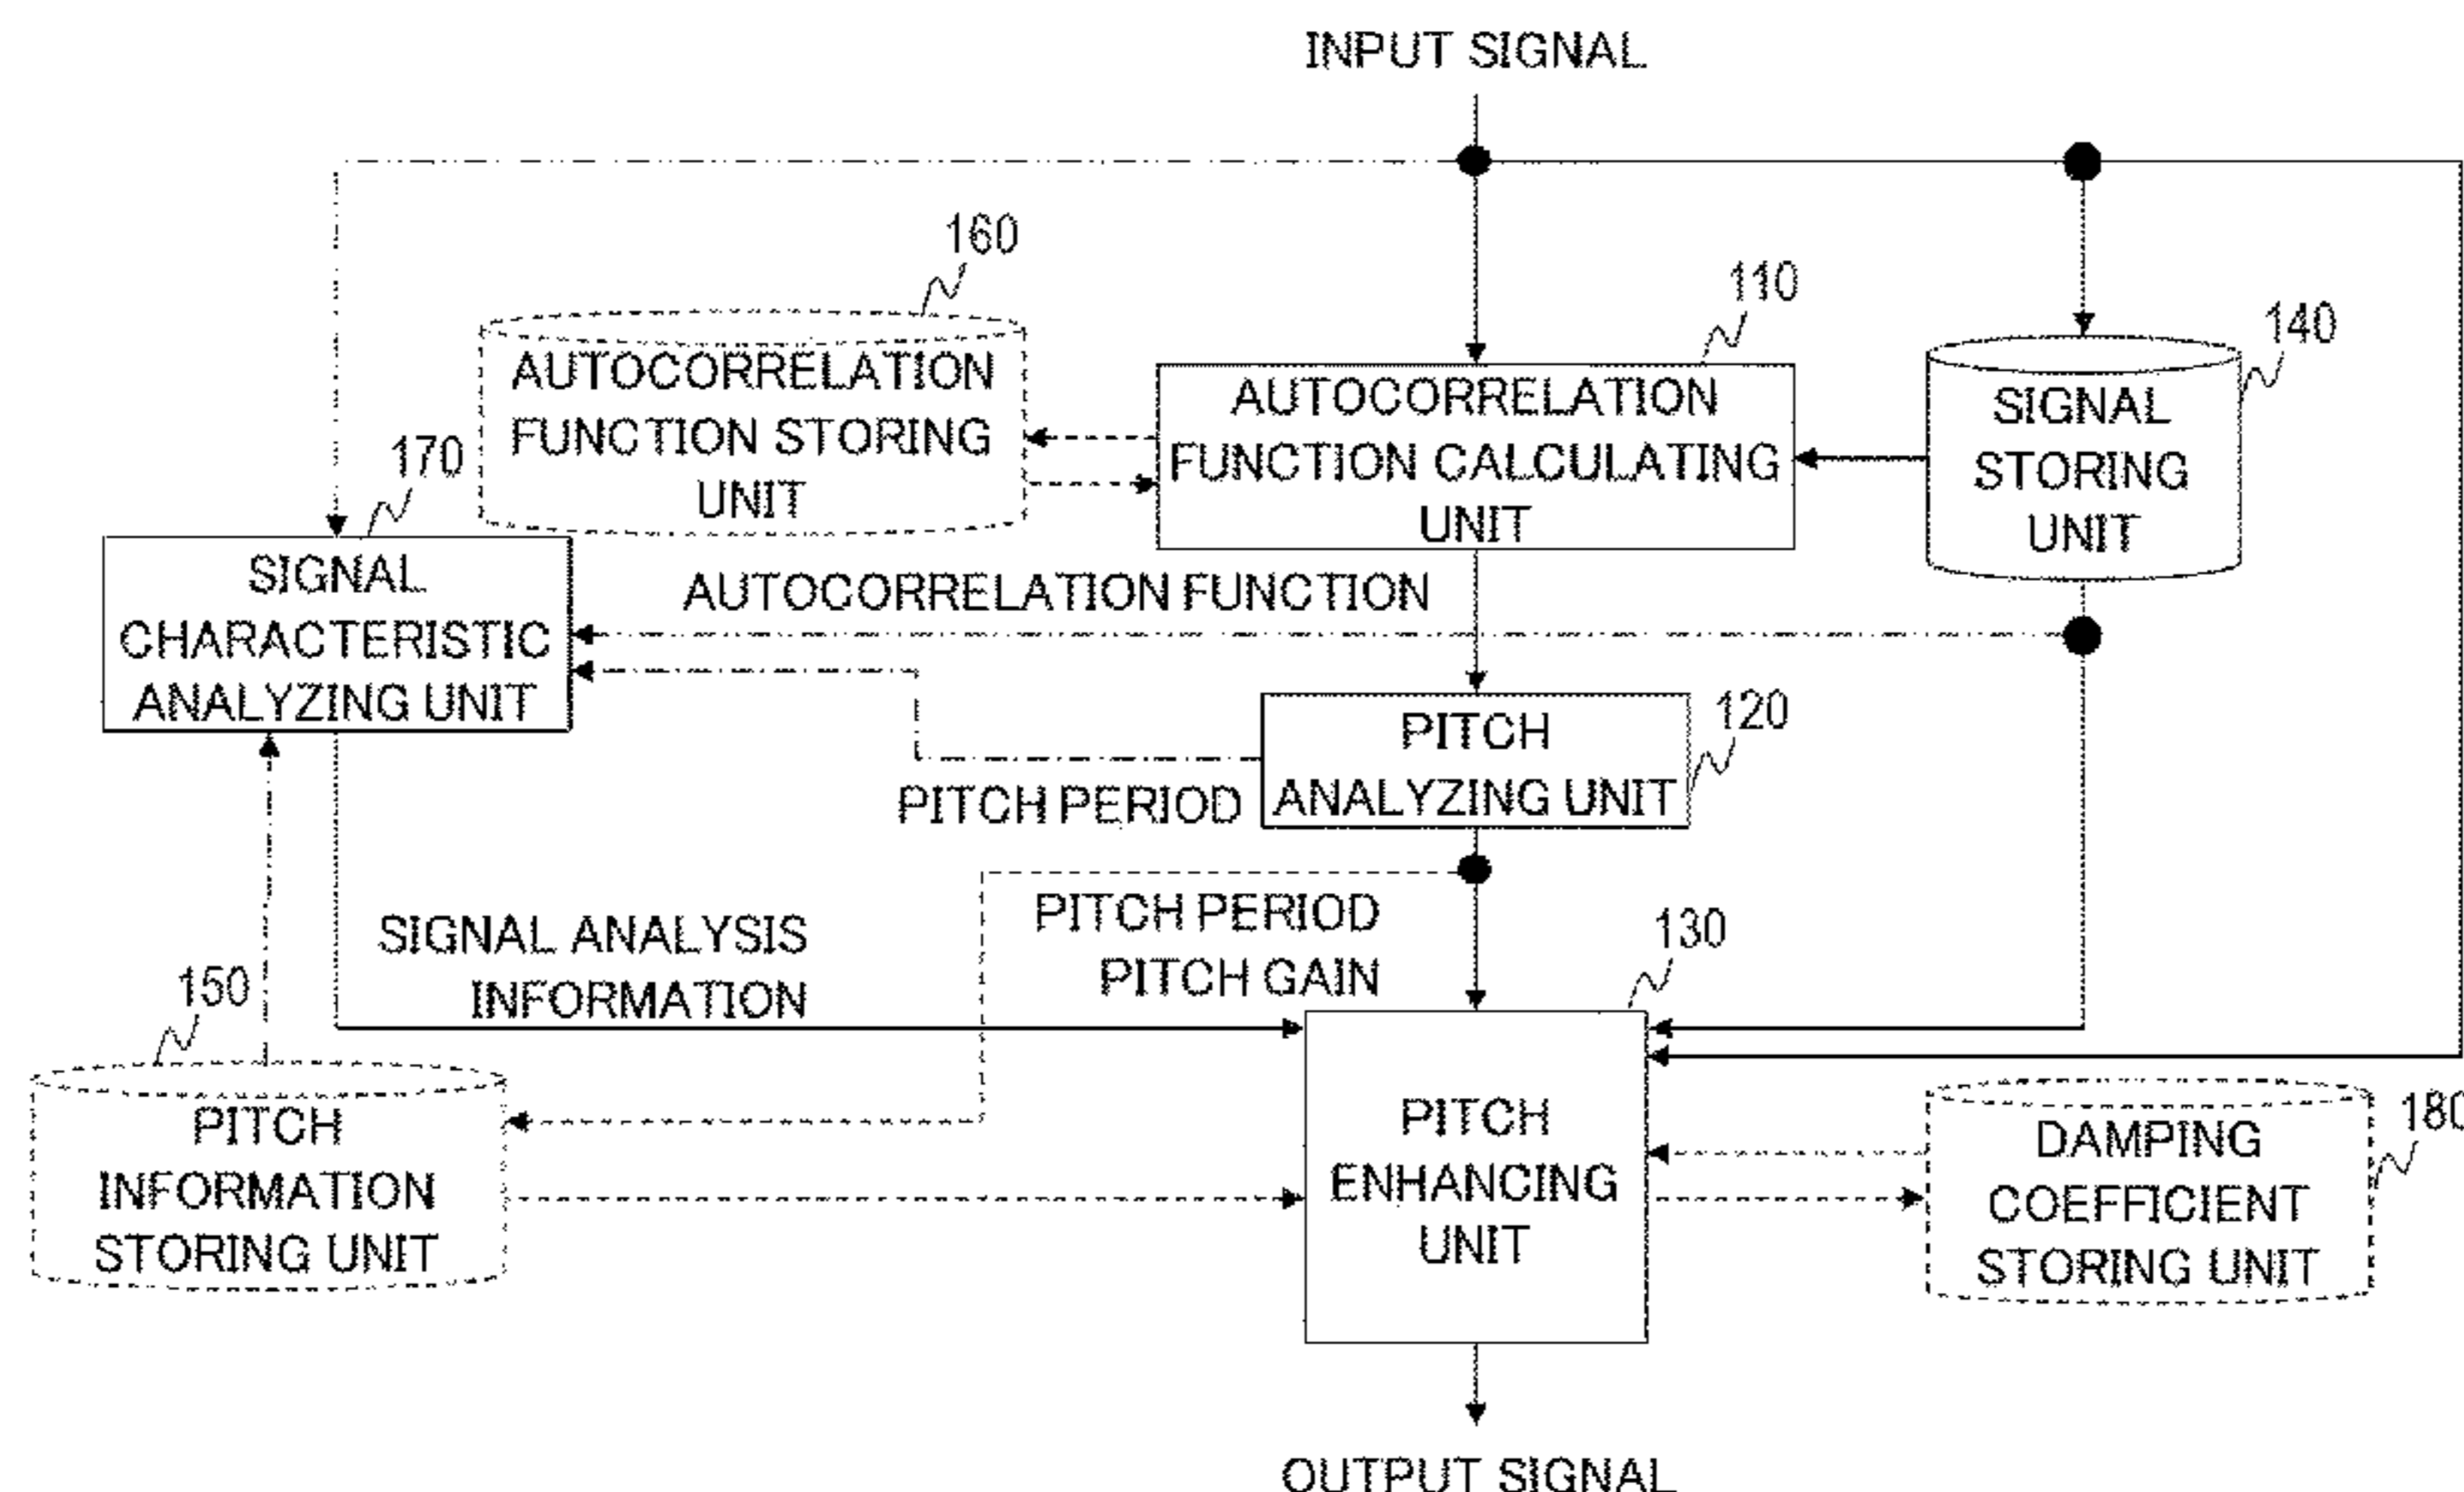 INPUT SIGNAL
160
110
140
AUTOCORRELATION
FUNCTION STORING
UNIT
AUTOCORRELATION
FUNCTION CALCULATING
UNIT
SIGNAL
STORING
UNIT
170
SIGNAL
CHARACTERISTIC
ANALYZING UNIT
AUTOCORRELATION FUNCTION
120
PITCH
ANALYZING UNIT
PITCH PERIOD
PITCH PERIOD
PITCH GAIN
SIGNAL ANALYSIS
INFORMATION
130
150
PITCH
INFORMATION
STORING UNIT
PITCH
ENHANCING
UNIT
180
DAMPING
COEFFICIENT
STORING UNIT
OUTPUT SIGNAL